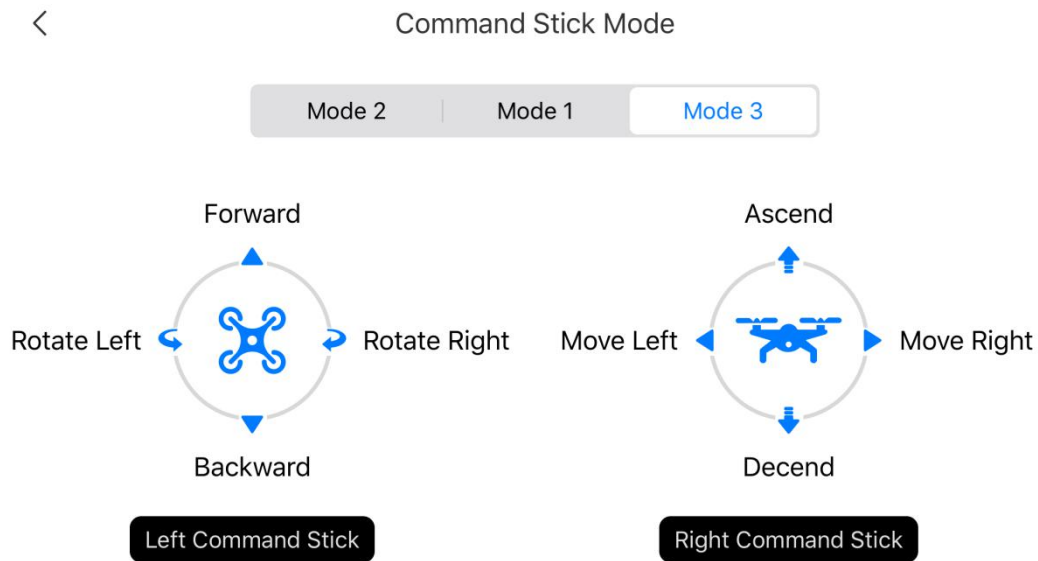 Command Stick Mode
Mode 2 Mode 1 Mode 3
Forward Ascend
Rotate Left Rotate Right Move Left Move Right
Backward Decend
Left Command Stick Right Command Stick